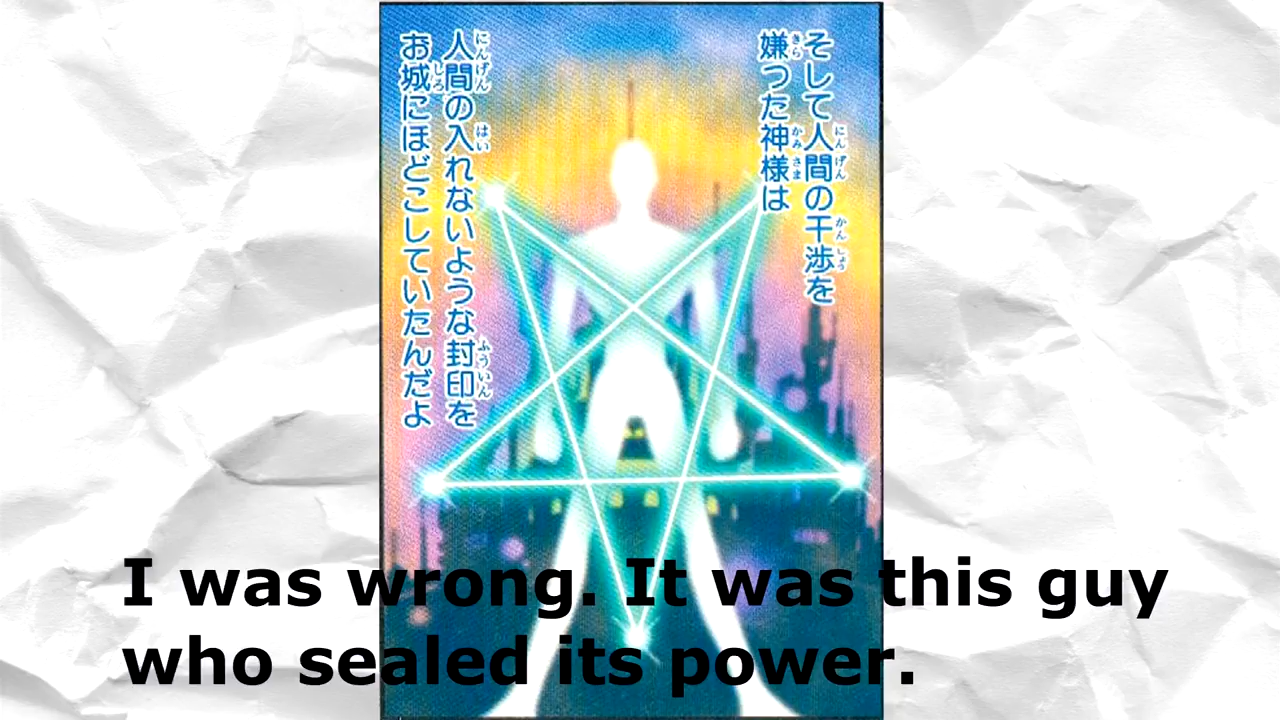 そして人間の干渉を
嫌った神様は
人間の入れないような封印を
お城にほどこしていたんだよ
I was wrong. It was this guy
who sealed its power.